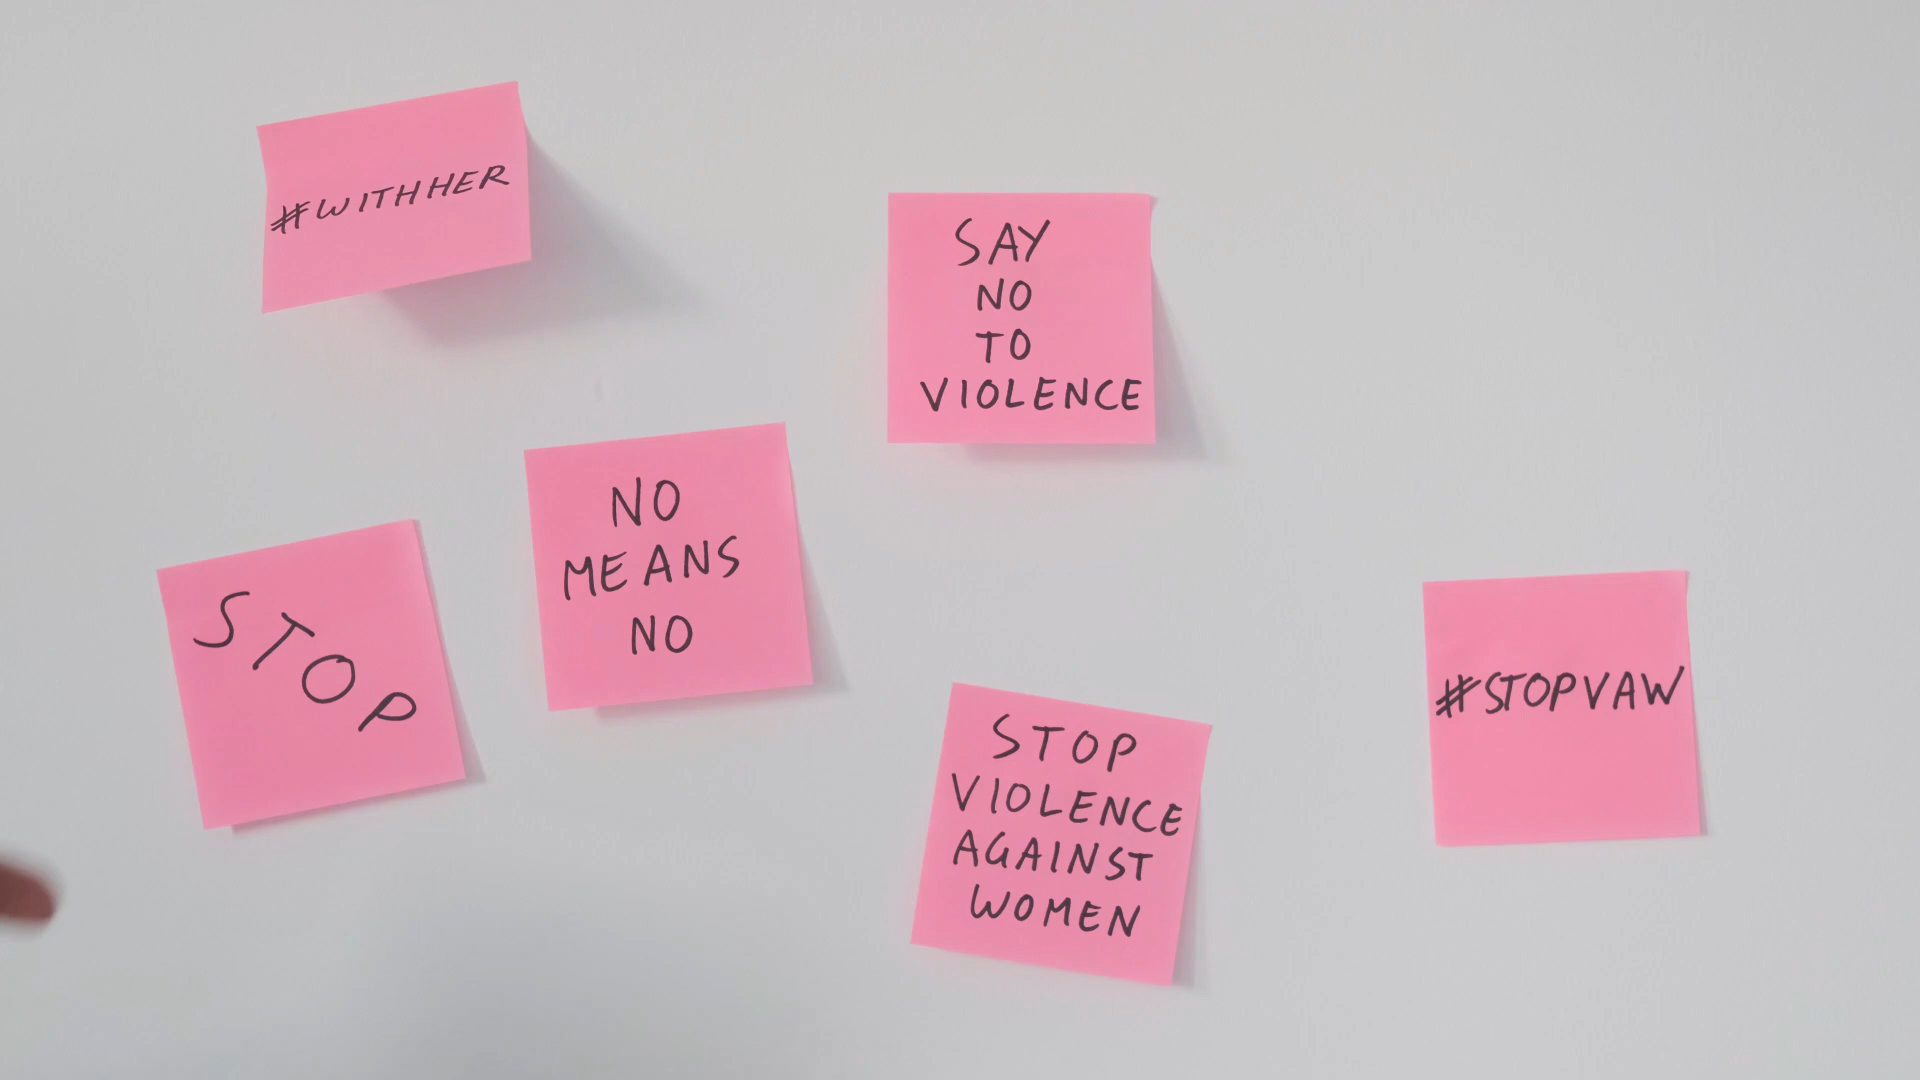 #WITHHER
SAY
NO
TO
VIOLENCE
NO
MEANS
NO
STOP
STOP
VIOLENCE
AGAINST
WOMEN
#STOPVAW